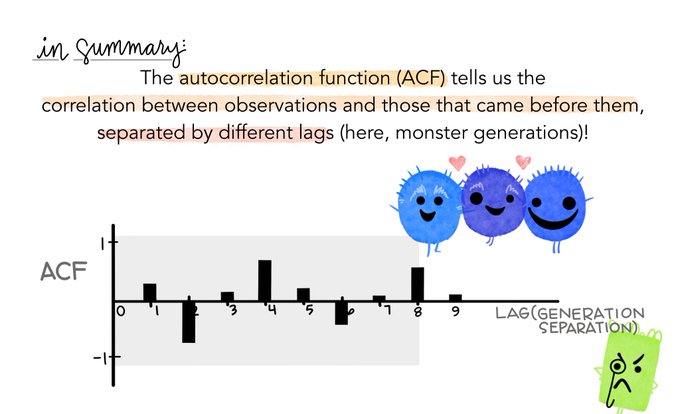 in summary:
The autocorrelation function (ACF) tells us the
correlation between observations and those that came before them,
separated by different lags (here, monster generations)!
1
ACF
0 1 2 3 4 5 6 7 8 9
LAG(GENERATION
SEPARATION)
-1